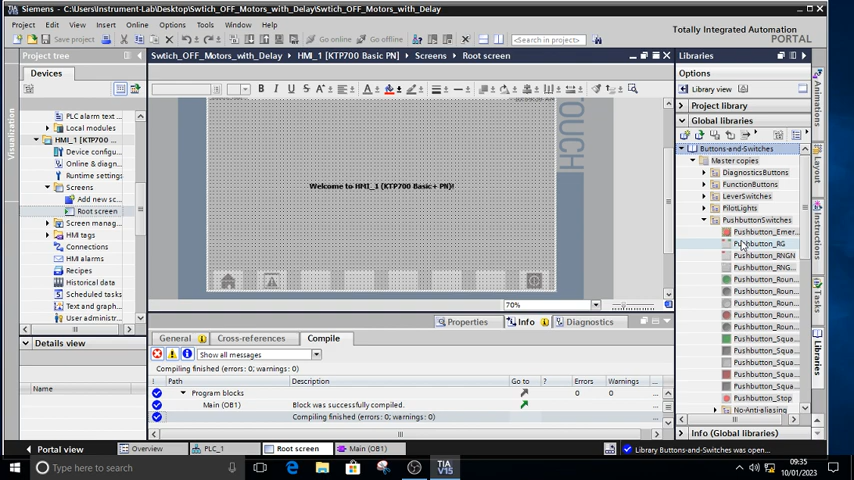 Siemens - C:\Users\Instrument-Lab\Desktop\Swtich_OFF_Motors_with_Delay\Swtich_OFF_Motors_with_Delay
Project Edit View Insert Online Options Tools Window Help
Totally Integrated Automation
PORTAL
Save project
Go online
Go offline
<Search in project>
Project tree
Devices
Visualization
PLC alarm text ...
Local modules
HMI_1 [KTP700 ...
Device configu...
Online & diagn...
Runtime settings
Screens
Add new sc...
Root screen
Screen manag...
HMI tags
Connections
HMI alarms
Recipes
Historical data
Scheduled tasks
Text and graph...
User administr...
Details view
Name
Swtich_OFF_Motors_with_Delay
HMI_1 [KTP700 Basic PN]
Screens
Root screen
B I U S A
TOUCH
Welcome to HMI_1 (KTP700 Basic+ PN)!
70%
Properties
Info
Diagnostics
General
Cross-references
Compile
Show all messages
Compiling finished (errors: 0; warnings: 0)
! Path Description Go to ? Errors Warnings ...
Program blocks 0 0
Main (OB1) Block was successfully compiled.
Compiling finished (errors: 0; warnings: 0)
Libraries
Options
Library view
Project library
Global libraries
Buttons-and-Switches
Master copies
DiagnosticsButtons
FunctionButtons
LeverSwitches
PilotLights
PushbuttonSwitches
Pushbutton_Emer...
Pushbutton_RG
Pushbutton_RNGN
Pushbutton_RNG...
Pushbutton_Roun...
Pushbutton_Roun...
Pushbutton_Roun...
Pushbutton_Roun...
Pushbutton_Roun...
Pushbutton_Squa...
Pushbutton_Squa...
Pushbutton_Squa...
Pushbutton_Squa...
Pushbutton_Squa...
Pushbutton_Stop
No-Anti-aliasing
Info (Global libraries)
Animations
Layout
Instructions
Tasks
Libraries
Portal view
Overview
PLC_1
Root screen
Main (OB1)
Library Buttons-and-Switches was open...
Type here to search
TIA
V15
09:35
10/01/2023